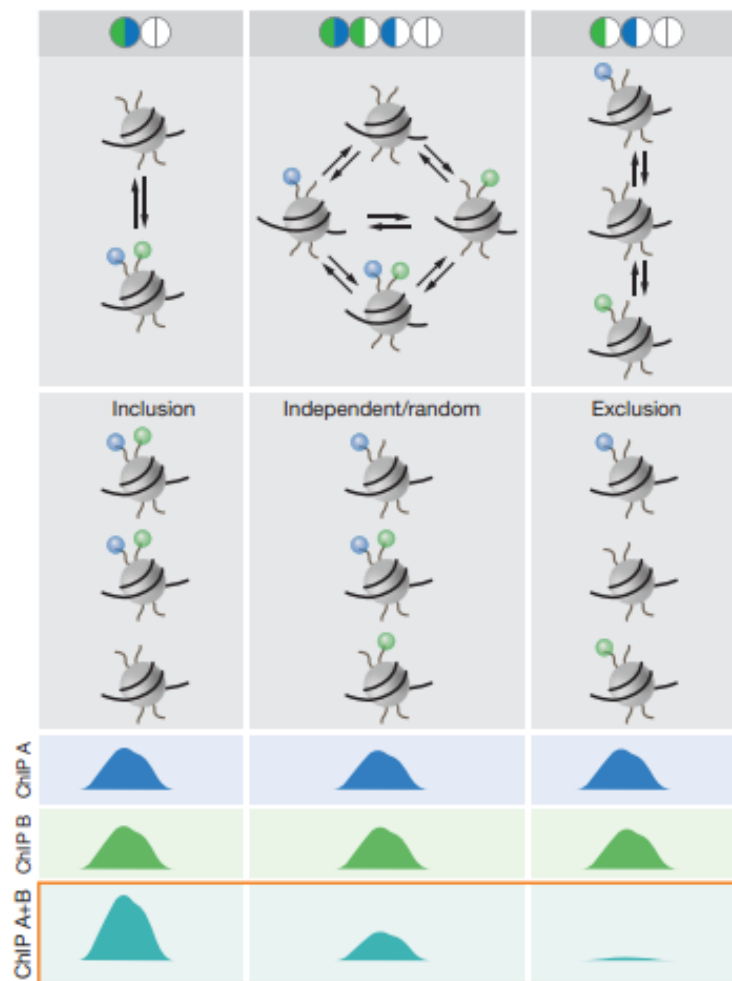 Inclusion
Independent/random
Exclusion
ChIP A
ChIP B
ChIP A+B